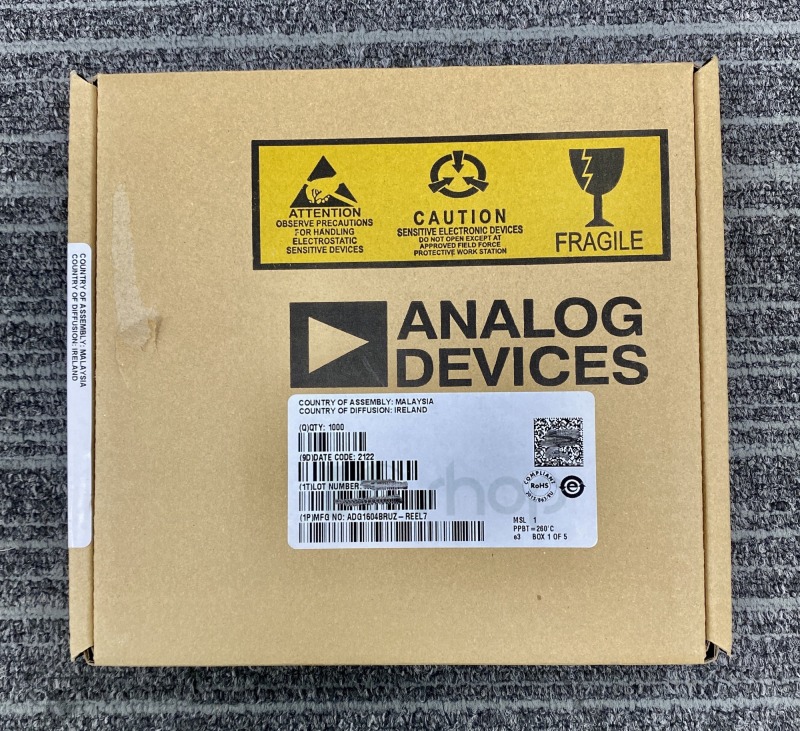 ATTENTION
OBSERVE PRECAUTIONS
FOR HANDLING
ELECTROSTATIC
SENSITIVE DEVICES
CAUTION
SENSITIVE ELECTRONIC DEVICES
DO NOT OPEN EXCEPT AT
APPROVED FIELD FORCE
PROTECTIVE WORK STATION
FRAGILE
ANALOG
DEVICES
COUNTRY OF ASSEMBLY: MALAYSIA
COUNTRY OF DIFFUSION: IRELAND
COUNTRY OF ASSEMBLY: MALAYSIA
COUNTRY OF DIFFUSION: IRELAND
(Q)QTY: 1000
(9D)DATE CODE: 2122
(1T)LOT NUMBER:
(1P)MFG NO: ADG1604BRUZ-REEL7
COMPLIANT
RoHS
MSL 1
PPBT=260°C
e3 BOX 1 OF 5